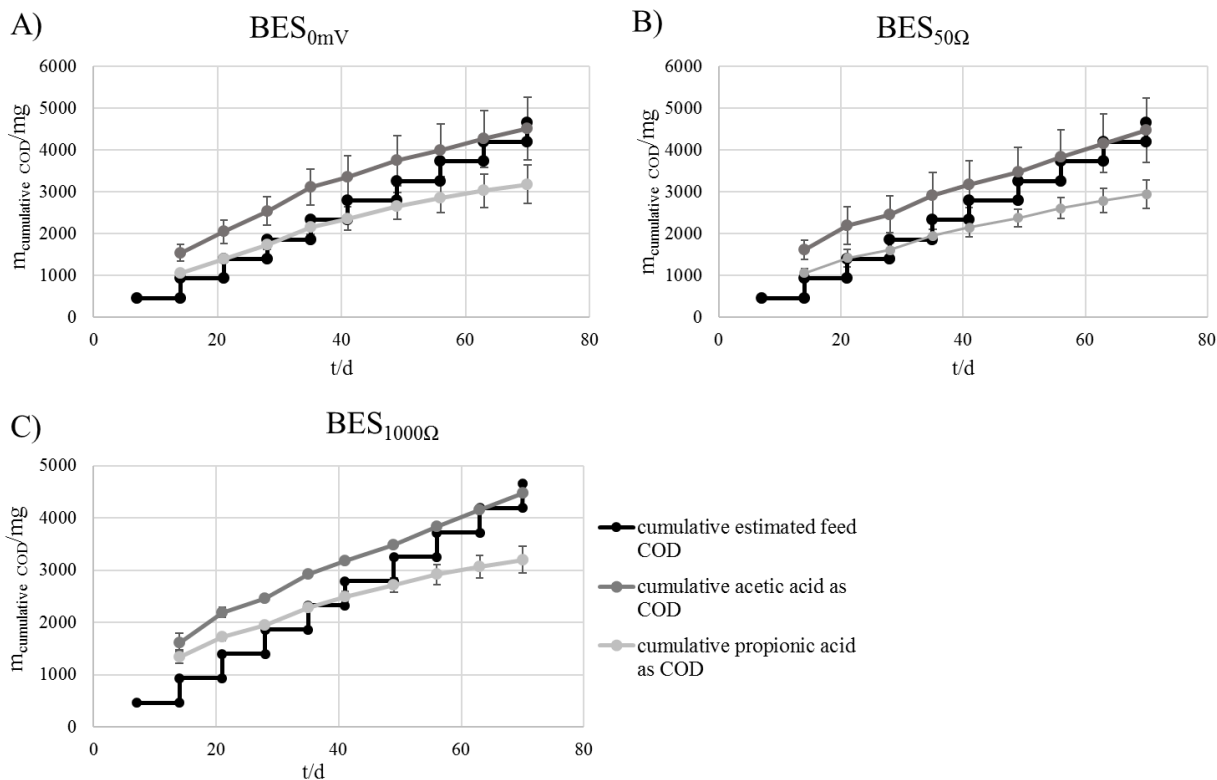 A)
BES0mV
m cumulative COD/mg
6000
5000
4000
3000
2000
1000
0
0 20 40 60 80
t/d
B)
BES50Ω
m cumulative COD/mg
6000
5000
4000
3000
2000
1000
0
0 20 40 60 80
t/d
C)
BES1000Ω
m cumulative COD/mg
5000
4000
3000
2000
1000
0
0 20 40 60 80
t/d
cumulative estimated feed
COD
cumulative acetic acid as
COD
cumulative propionic acid
as COD